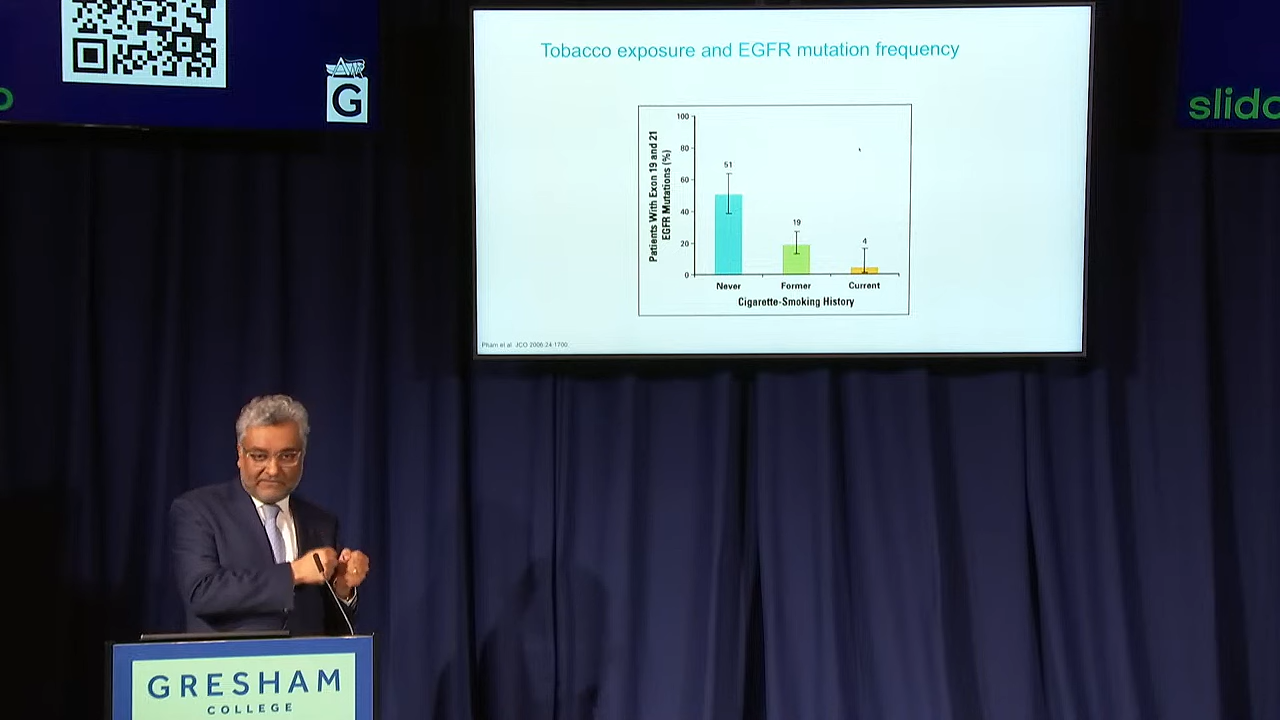 G
slido
Tobacco exposure and EGFR mutation frequency
Patients With Exon 19 and 21
EGFR Mutations (%)
100
80
60
40
20
0
51
19
4
Never Former Current
Cigarette-Smoking History
Pham et al. JCO 2006;24:1700.
GRESHAM
COLLEGE